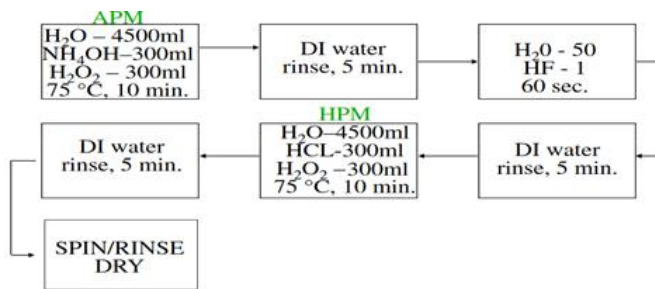 APM
H₂O – 4500ml
NH₄OH–300ml
H₂O₂ – 300ml
75 °C, 10 min.
DI water
rinse, 5 min.
H₂0 - 50
HF - 1
60 sec.
DI water
rinse, 5 min.
HPM
H₂O–4500ml
HCL-300ml
H₂O₂ –300ml
75 °C, 10 min.
DI water
rinse, 5 min.
SPIN/RINSE
DRY